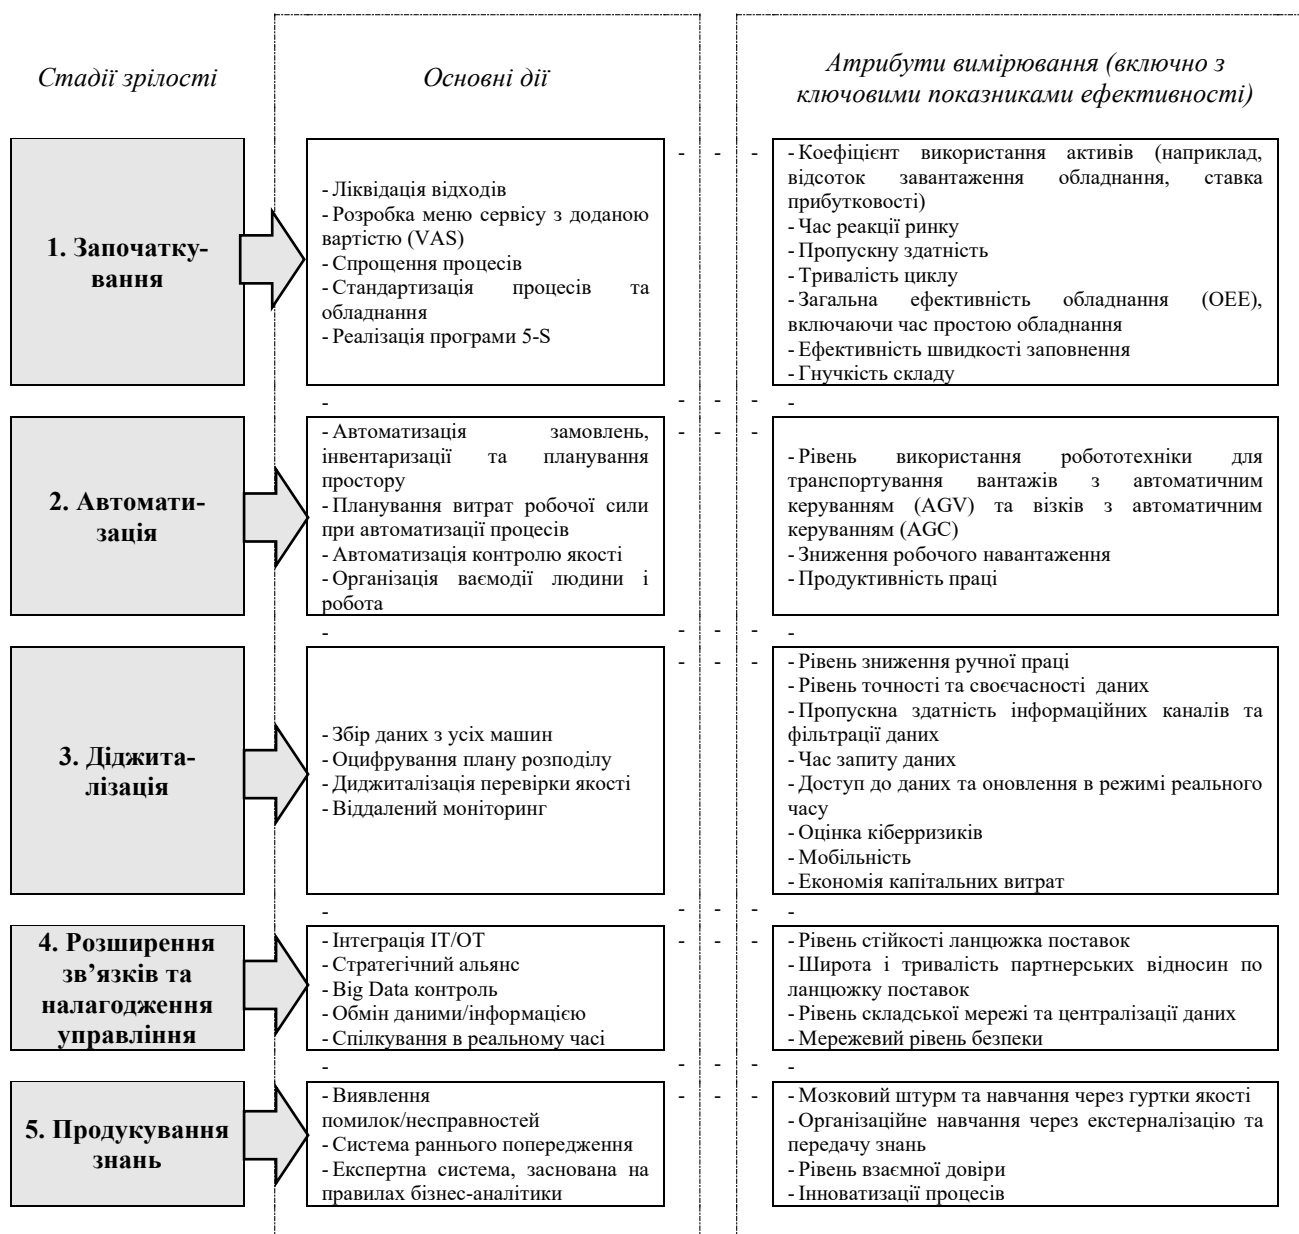 Стадії зрілості
Основні дії
Атрибути вимірювання (включно з
ключовими показниками ефективності)
1. Започатку-
вання
- Ліквідація відходів
- Розробка меню сервісу з доданою
вартістю (VAS)
- Спрощення процесів
- Стандартизація процесів та
обладнання
- Реалізація програми 5-S
- - -
- Коефіцієнт використання активів (наприклад,
відсоток завантаження обладнання, ставка
прибутковості)
- Час реакції ринку
- Пропускну здатність
- Тривалість циклу
- Загальна ефективність обладнання (OEE),
включаючи час простою обладнання
- Ефективність швидкості заповнення
- Гнучкість складу
- - - - -
2. Автомати-
зація
- Автоматизація замовлень,
інвентаризації та планування
простору
- Планування витрат робочої сили
при автоматизації процесів
- Автоматизація контролю якості
- Організація ваємодії людини і
робота
- - -
- Рівень використання робототехніки для
транспортування вантажів з автоматичним
керуванням (AGV) та візків з автоматичним
керуванням (AGC)
- Зниження робочого навантаження
- Продуктивність праці
- - - - -
3. Діджита-
лізація
- Збір даних з усіх машин
- Оцифрування плану розподілу
- Диджиталізація перевірки якості
- Віддалений моніторинг
- - -
- Рівень зниження ручної праці
- Рівень точності та своєчасності даних
- Пропускна здатність інформаційних каналів та
фільтрації даних
- Час запиту даних
- Доступ до даних та оновлення в режимі реального
часу
- Оцінка кіберризиків
- Мобільність
- Економія капітальних витрат
- - - - -
4. Розширення
зв’язків та
налагодження
управління
- Інтеграція ІТ/ОТ
- Стратегічний альянс
- Big Data контроль
- Обмін даними/інформацією
- Спілкування в реальному часі
- - -
- Рівень стійкості ланцюжка поставок
- Широта і тривалість партнерських відносин по
ланцюжку поставок
- Рівень складської мережі та централізації даних
- Мережевий рівень безпеки
- - - - -
5. Продукування
знань
- Виявлення
помилок/несправностей
- Система раннього попередження
- Експертна система, заснована на
правилах бізнес-аналітики
- - -
- Мозковий штурм та навчання через гуртки якості
- Організаційне навчання через екстерналізацію та
передачу знань
- Рівень взаємної довіри
- Інноватизації процесів